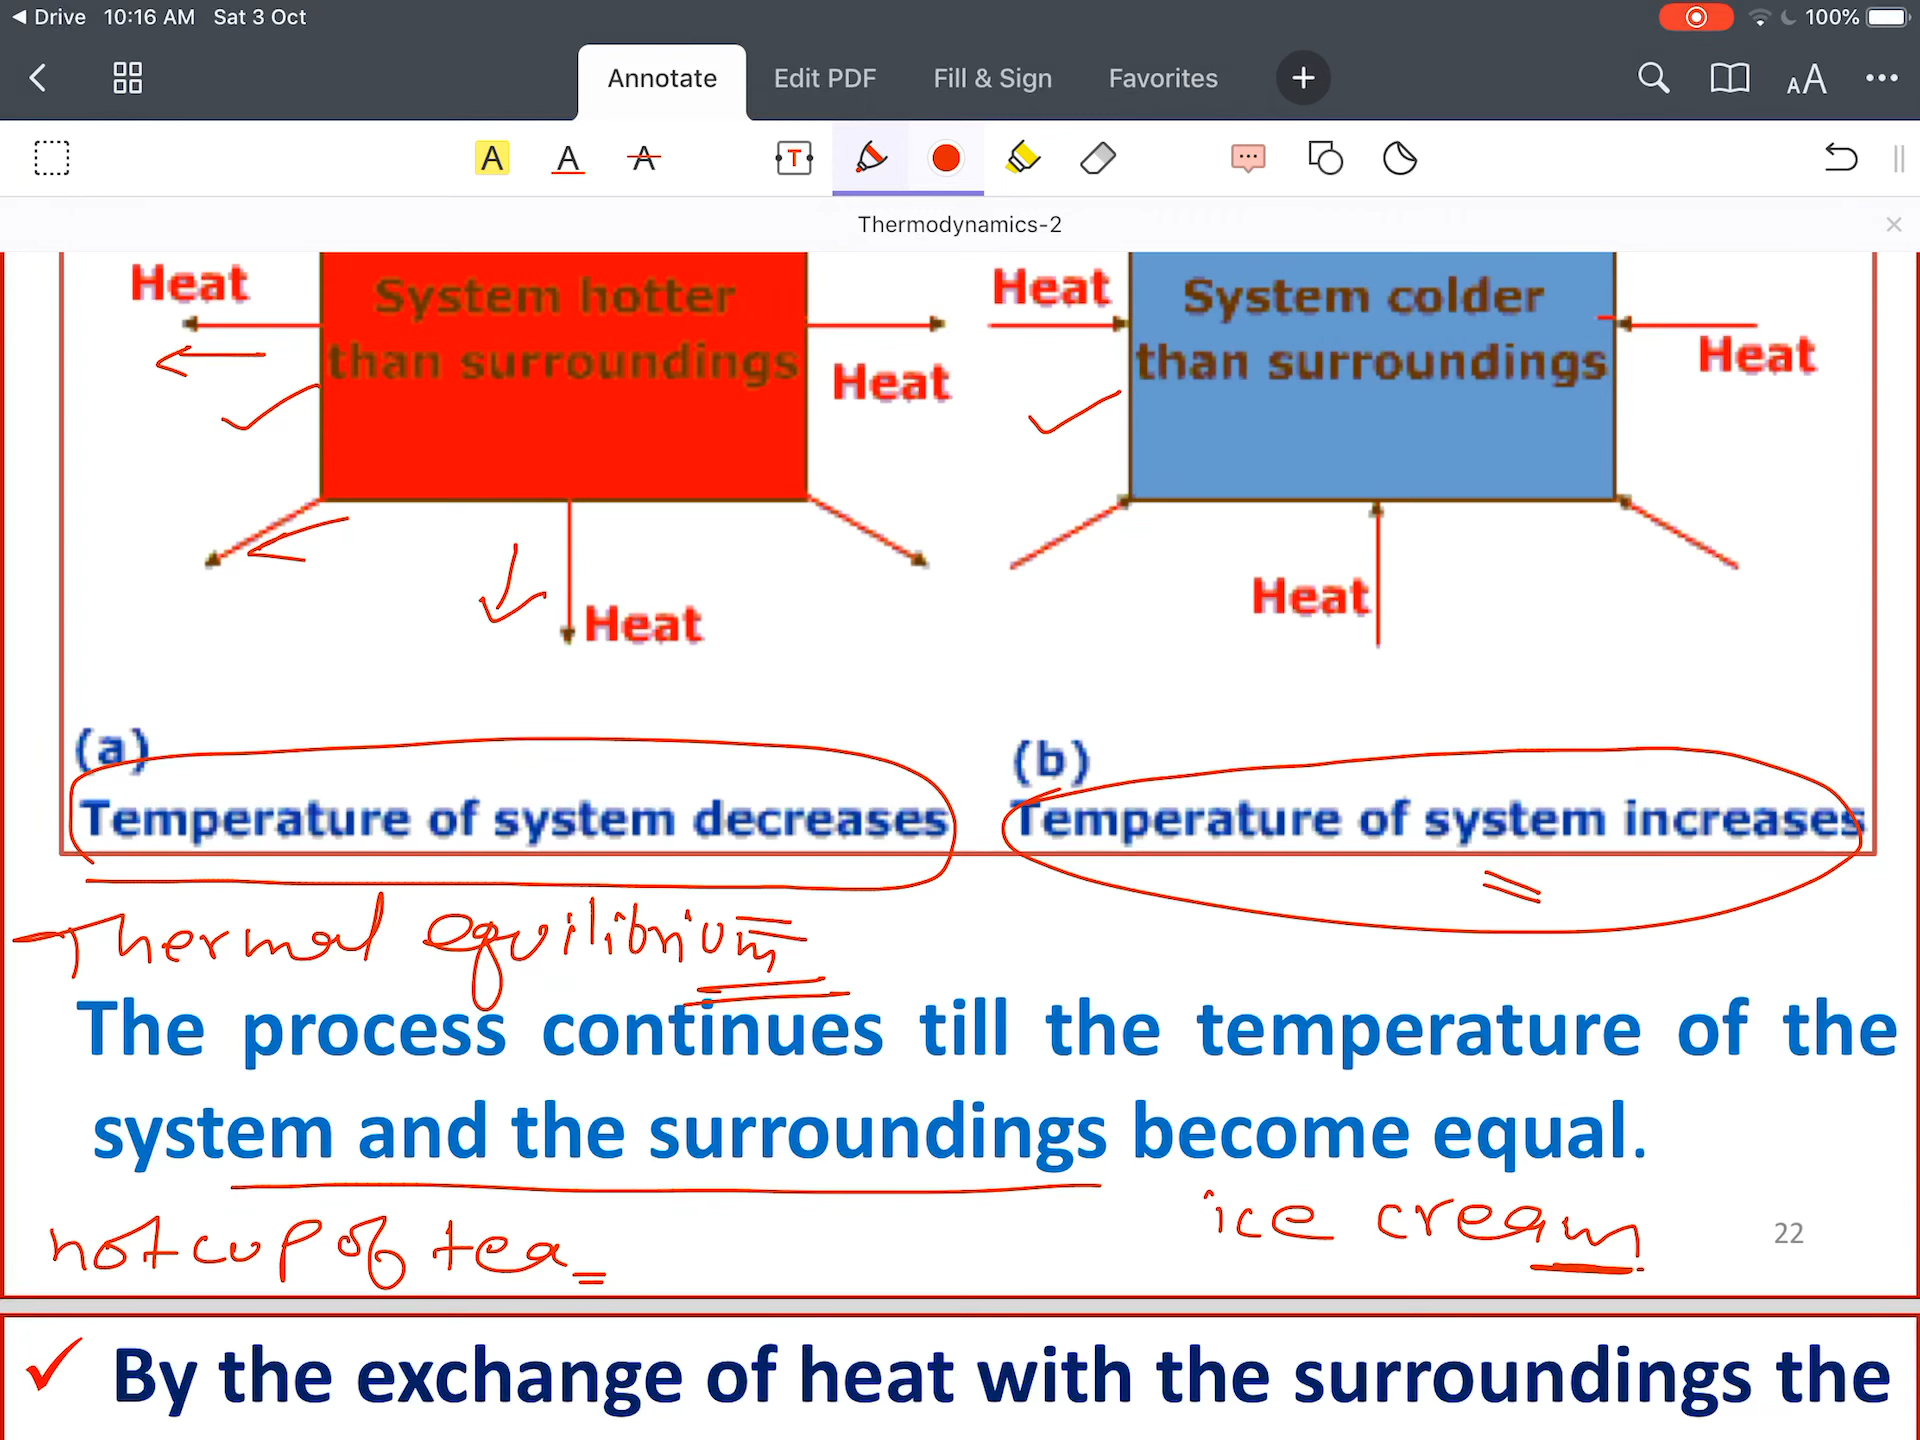 Drive 10:16 AM Sat 3 Oct 100%
Annotate Edit PDF Fill & Sign Favorites
AA
A A A T
Thermodynamics-2
Heat System hotter Heat System colder
than surroundings Heat than surroundings Heat
Heat Heat
(a) (b)
Temperature of system decreases Temperature of system increases
Thermal equilibrium
The process continues till the temperature of the
system and the surroundings become equal.
hot cup of tea ice cream 22
By the exchange of heat with the surroundings the